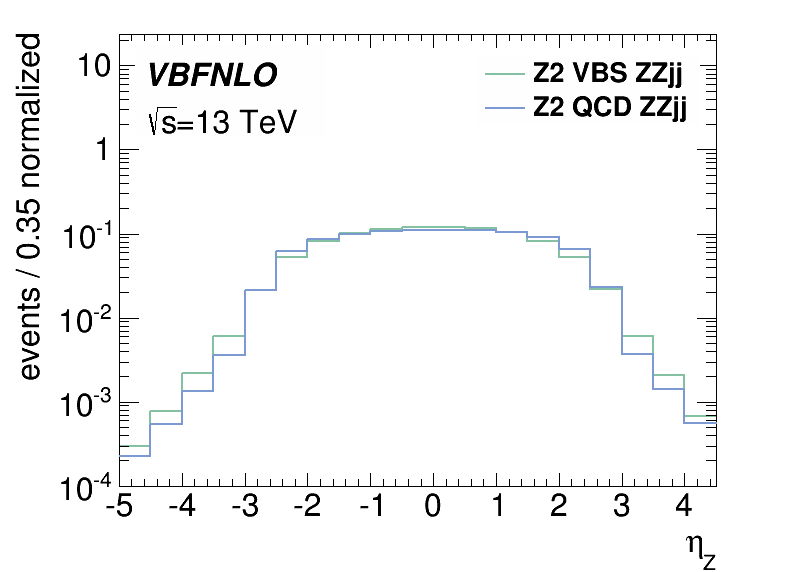 VBFNLO
√s=13 TeV
Z2 VBS ZZjj
Z2 QCD ZZjj
events / 0.35 normalized
10
1
10⁻¹
10⁻²
10⁻³
10⁻⁴
-5 -4 -3 -2 -1 0 1 2 3 4
η_Z